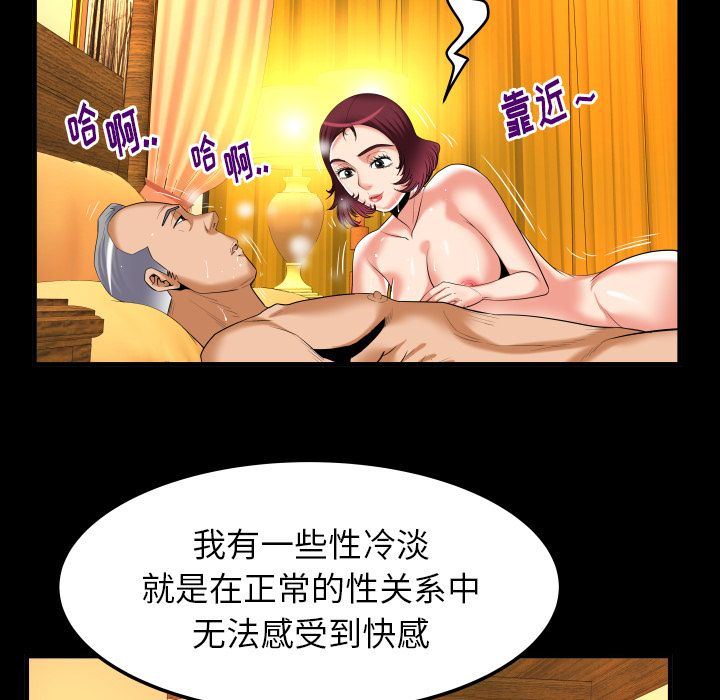 哈啊..
哈啊..
靠近~
我有一些性冷淡
就是在正常的性关系中
无法感受到快感